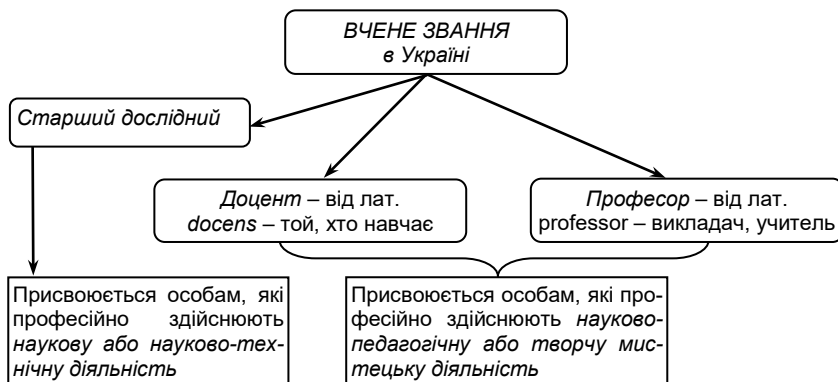 ВЧЕНЕ ЗВАННЯ
в Україні
Старший дослідний
Доцент – від лат.
docens – той, хто навчає
Професор – від лат.
professor – викладач, учитель
Присвоюється особам, які
професійно здійснюють
наукову або науково-тех-
нічну діяльність
Присвоюється особам, які про-
фесійно здійснюють науково-
педагогічну або творчу мис-
тецьку діяльність